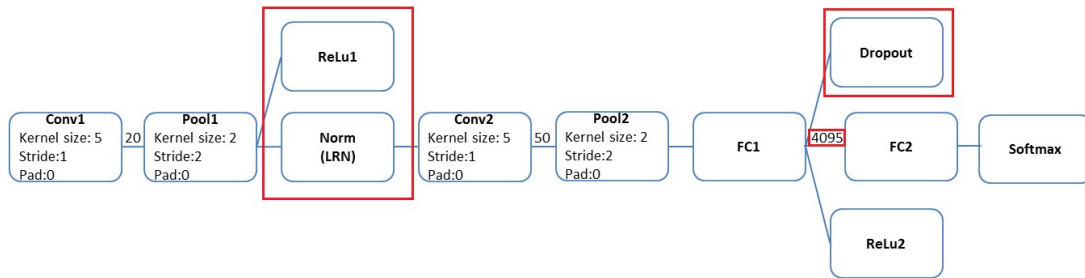 Conv1
Kernel size: 5
Stride:1
Pad:0
20
Pool1
Kernel size: 2
Stride:2
Pad:0
ReLu1
Norm
(LRN)
Conv2
Kernel size: 5
Stride:1
Pad:0
50
Pool2
Kernel size: 2
Stride:2
Pad:0
FC1
Dropout
4095
FC2
ReLu2
Softmax